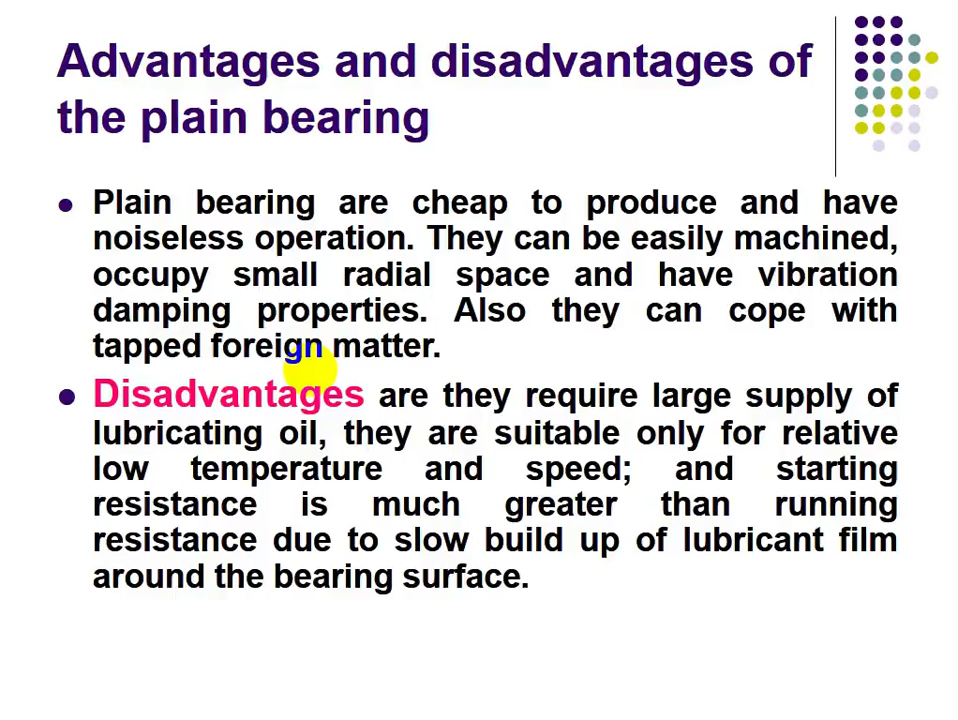 Advantages and disadvantages of
the plain bearing
Plain bearing are cheap to produce and have
noiseless operation. They can be easily machined,
occupy small radial space and have vibration
damping properties. Also they can cope with
tapped foreign matter.
Disadvantages are they require large supply of
lubricating oil, they are suitable only for relative
low temperature and speed; and starting
resistance is much greater than running
resistance due to slow build up of lubricant film
around the bearing surface.